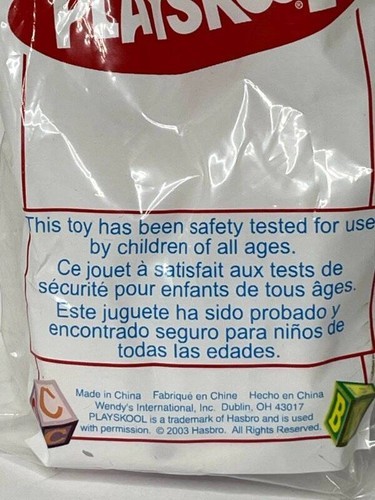 PLAYSKOOL®
This toy has been safety tested for use
by children of all ages.
Ce jouet à satisfait aux tests de
sécurité pour enfants de tous âges.
Este juguete ha sido probado y
encontrado seguro para niños de
todas las edades.
Made in China Fabriqué en Chine Hecho en China
Wendy's International, Inc. Dublin, OH 43017
PLAYSKOOL is a trademark of Hasbro and is used
with permission. © 2003 Hasbro. All Rights Reserved.
C
B